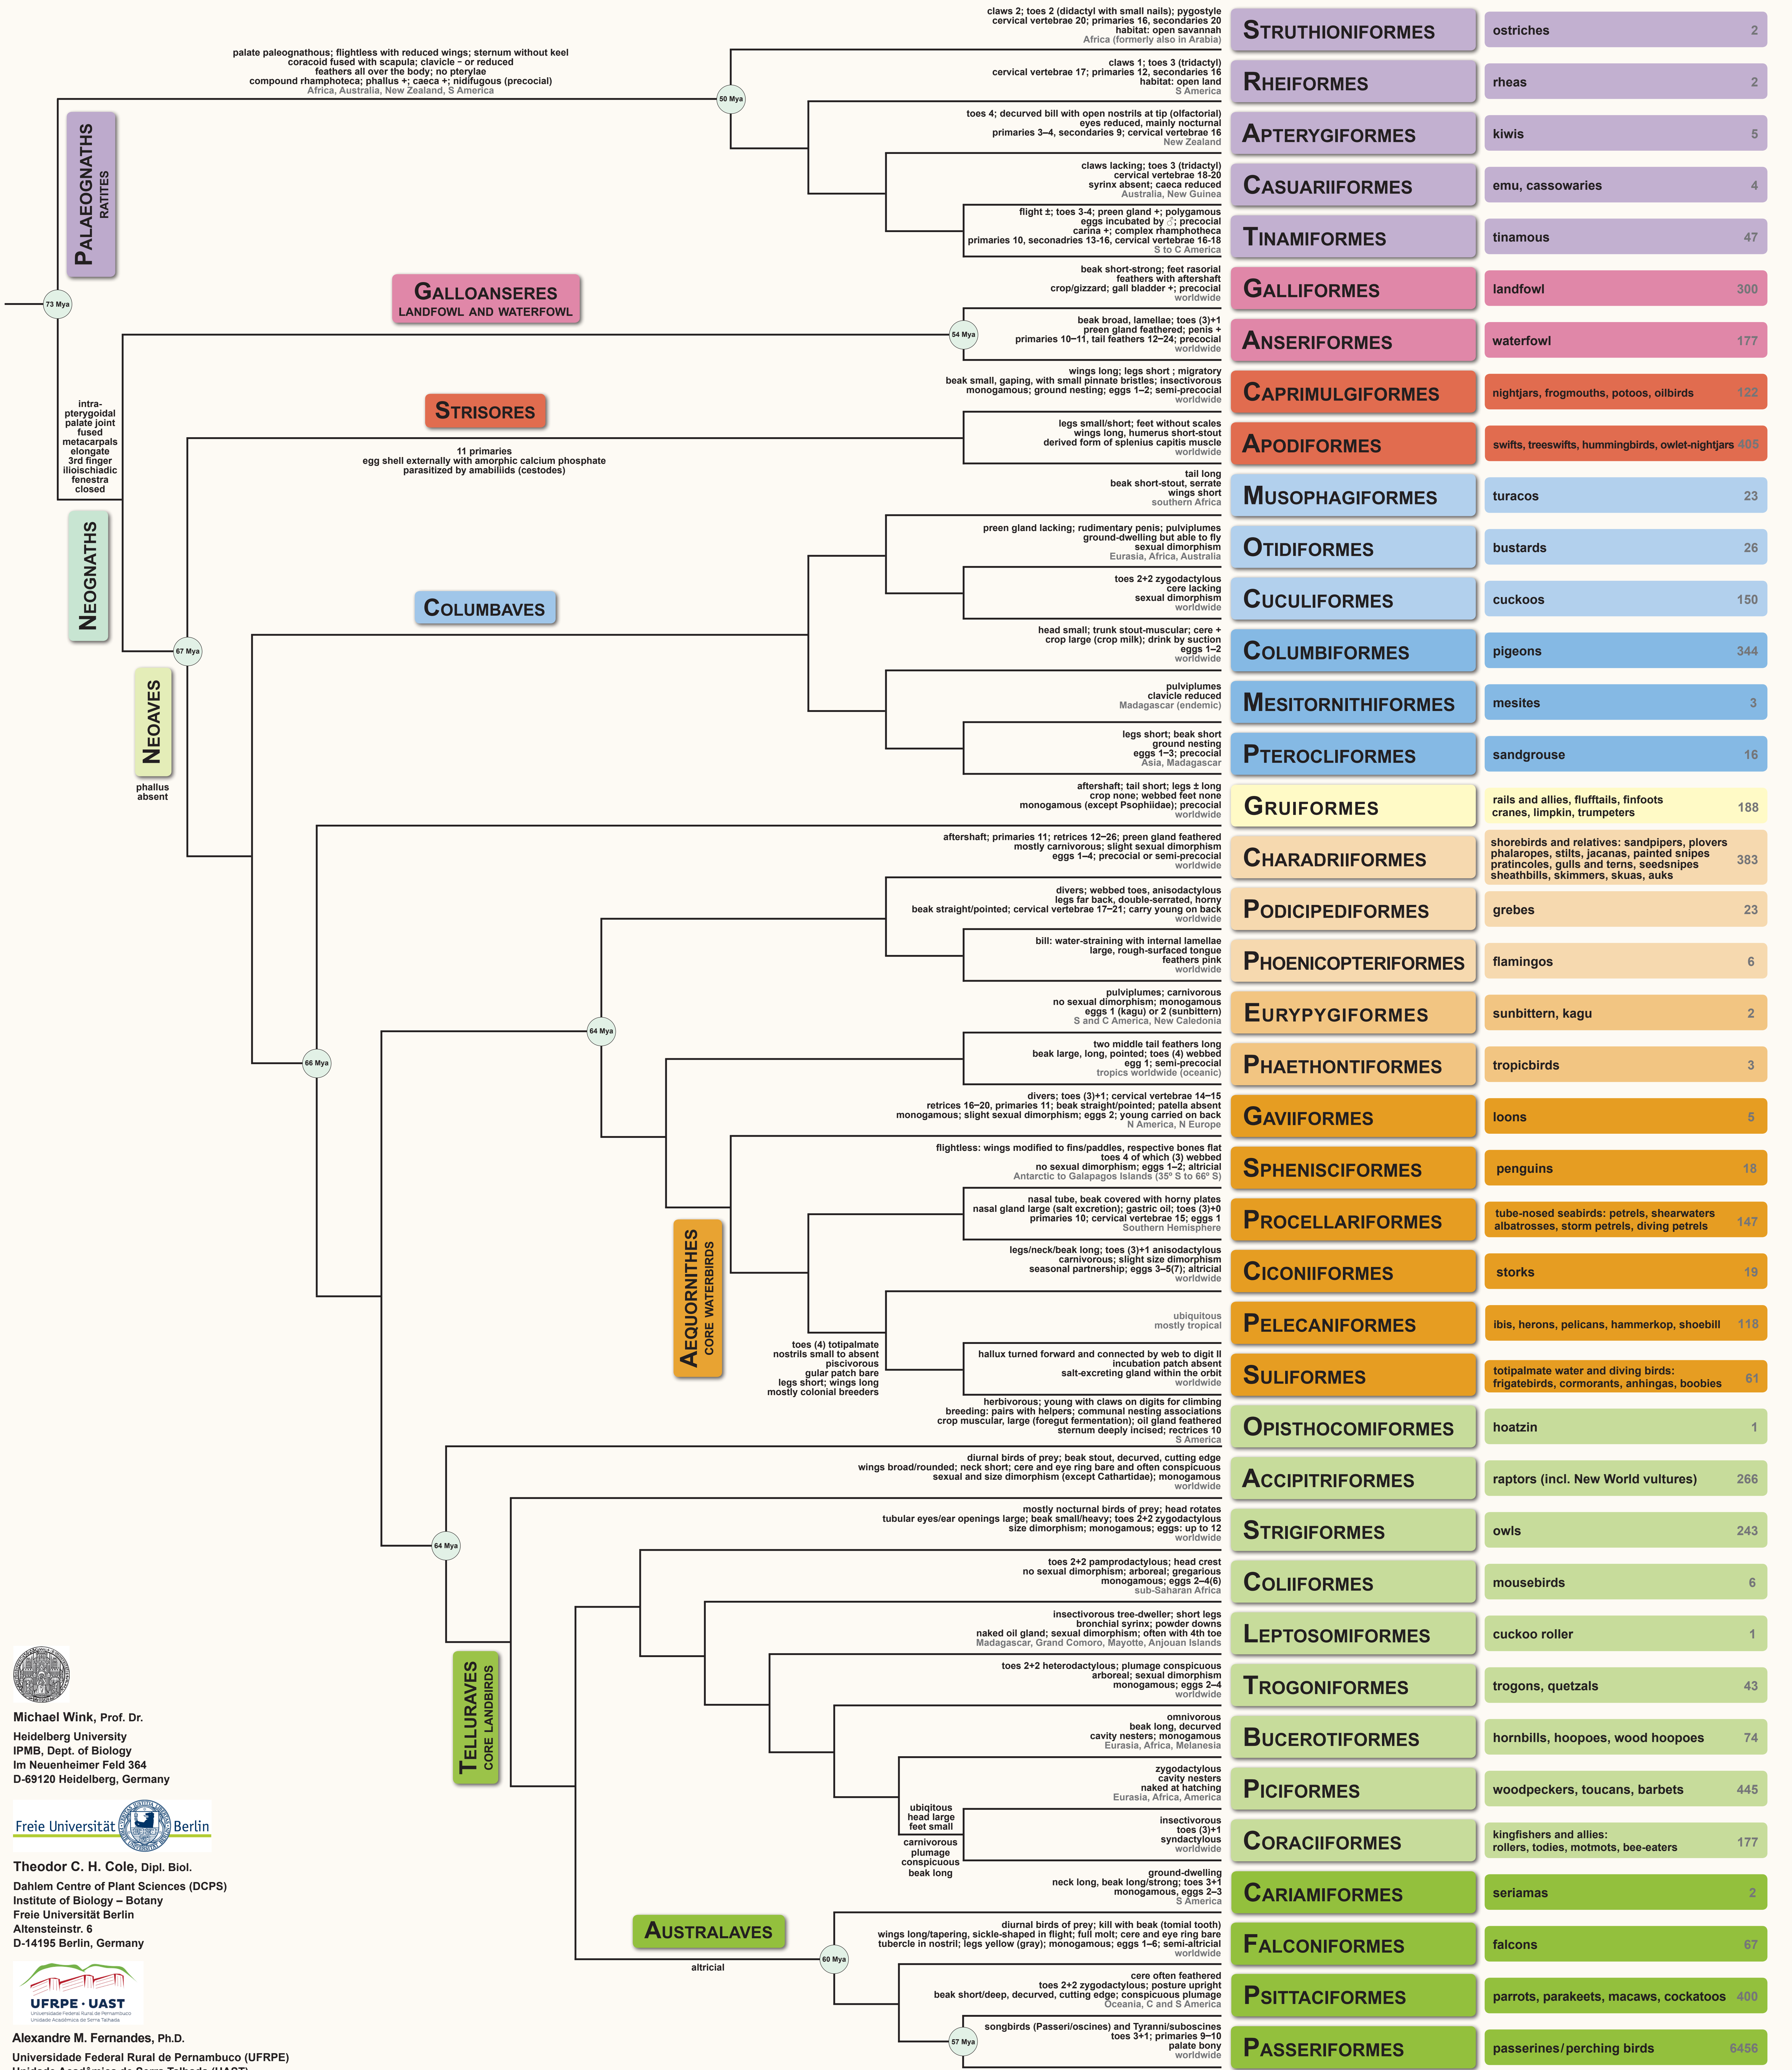 claws 2; toes 2 (didactyl with small nails); pygostyle
cervical vertebrae 20; primaries 16, secondaries 20
habitat: open savannah
Africa (formerly also in Arabia)
STRUTHIONIFORMES
ostriches 2
palate paleognathous; flightless with reduced wings; sternum without keel
coracoid fused with scapula; clavicle – or reduced
feathers all over the body; no pterylae
compound rhamphoteca; phallus +; caeca +; nidifugous (precocial)
Africa, Australia, New Zealand, S America
50 Mya
claws 1; toes 3 (tridactyl)
cervical vertebrae 17; primaries 12, secondaries 16
habitat: open land
S America
RHEIFORMES
rheas 2
PALAEOGNATHS
RATITES
toes 4; decurved bill with open nostrils at tip (olfactorial)
eyes reduced, mainly nocturnal
primaries 3–4, secondaries 9; cervical vertebrae 16
New Zealand
APTERYGIFORMES
kiwis 5
claws lacking; toes 3 (tridactyl)
cervical vertebrae 18-20
syrinx absent; caeca reduced
Australia, New Guinea
CASUARIIFORMES
emu, cassowaries 4
flight ±; toes 3-4; preen gland +; polygamous
eggs incubated by ♂; precocial
carina +; complex rhamphotheca
primaries 10, seconadries 13-16, cervical vertebrae 16-18
S to C America
TINAMIFORMES
tinamous 47
73 Mya
GALLOANSERES
LANDFOWL AND WATERFOWL
beak short-strong; feet rasorial
feathers with aftershaft
crop/gizzard; gall bladder +; precocial
worldwide
GALLIFORMES
landfowl 300
54 Mya
beak broad, lamellae; toes (3)+1
preen gland feathered; penis +
primaries 10–11, tail feathers 12–24; precocial
worldwide
ANSERIFORMES
waterfowl 177
intra-
pterygoidal
palate joint
fused
metacarpals
elongate
3rd finger
ilioischiadic
fenestra
closed
NEOGNATHS
STRISORES
11 primaries
egg shell externally with amorphic calcium phosphate
parasitized by amabiliids (cestodes)
wings long; legs short ; migratory
beak small, gaping, with small pinnate bristles; insectivorous
monogamous; ground nesting; eggs 1–2; semi-precocial
worldwide
CAPRIMULGIFORMES
nightjars, frogmouths, potoos, oilbirds 122
legs small/short; feet without scales
wings long, humerus short-stout
derived form of splenius capitis muscle
worldwide
APODIFORMES
swifts, treeswifts, hummingbirds, owlet-nightjars 405
67 Mya
NEOAVES
phallus
absent
COLUMBAVES
tail long
beak short-stout, serrate
wings short
southern Africa
MUSOPHAGIFORMES
turacos 23
preen gland lacking; rudimentary penis; pulviplumes
ground-dwelling but able to fly
sexual dimorphism
Eurasia, Africa, Australia
OTIDIFORMES
bustards 26
toes 2+2 zygodactylous
cere lacking
sexual dimorphism
worldwide
CUCULIFORMES
cuckoos 150
head small; trunk stout-muscular; cere +
crop large (crop milk); drink by suction
eggs 1–2
worldwide
COLUMBIFORMES
pigeons 344
pulviplumes
clavicle reduced
Madagascar (endemic)
MESITORNITHIFORMES
mesites 3
legs short; beak short
ground nesting
eggs 1–3; precocial
Asia, Madagascar
PTEROCLIFORMES
sandgrouse 16
aftershaft; tail short; legs ± long
crop none; webbed feet none
monogamous (except Psophiidae); precocial
worldwide
GRUIFORMES
rails and allies, flufftails, finfoots
cranes, limpkin, trumpeters 188
66 Mya
aftershaft; primaries 11; retrices 12–26; preen gland feathered
mostly carnivorous; slight sexual dimorphism
eggs 1–4; precocial or semi-precocial
worldwide
CHARADRIIFORMES
shorebirds and relatives: sandpipers, plovers
phalaropes, stilts, jacanas, painted snipes
pratincoles, gulls and terns, seedsnipes
sheathbills, skimmers, skuas, auks
383
64 Mya
divers; webbed toes, anisodactylous
legs far back, double-serrated, horny
beak straight/pointed; cervical vertebrae 17–21; carry young on back
worldwide
PODICIPEDIFORMES
grebes 23
bill: water-straining with internal lamellae
large, rough-surfaced tongue
feathers pink
worldwide
PHOENICOPTERIFORMES
flamingos 6
pulviplumes; carnivorous
no sexual dimorphism; monogamous
eggs 1 (kagu) or 2 (sunbittern)
S and C America, New Caledonia
EURYPYGIFORMES
sunbittern, kagu 2
two middle tail feathers long
beak large, long, pointed; toes (4) webbed
egg 1; semi-precocial
tropics worldwide (oceanic)
PHAETHONTIFORMES
tropicbirds 3
AEQUORNITHES
CORE WATERBIRDS
divers; toes (3)+1; cervical vertebrae 14–15
retrices 16–20, primaries 11; beak straight/pointed; patella absent
monogamous; slight sexual dimorphism; eggs 2; young carried on back
N America, N Europe
GAVIIFORMES
loons 5
flightless: wings modified to fins/paddles, respective bones flat
toes 4 of which (3) webbed
no sexual dimorphism; eggs 1–2; altricial
Antarctic to Galapagos Islands (35º S to 66º S)
SPHENISCIFORMES
penguins 18
nasal tube, beak covered with horny plates
nasal gland large (salt excretion); gastric oil; toes (3)+0
primaries 10; cervical vertebrae 15; eggs 1
Southern Hemisphere
PROCELLARIFORMES
tube-nosed seabirds: petrels, shearwaters
albatrosses, storm petrels, diving petrels 147
legs/neck/beak long; toes (3)+1 anisodactylous
carnivorous; slight size dimorphism
seasonal partnership; eggs 3–5(7); altricial
worldwide
CICONIIFORMES
storks 19
ubiquitous
mostly tropical
PELECANIFORMES
ibis, herons, pelicans, hammerkop, shoebill 118
toes (4) totipalmate
nostrils small to absent
piscivorous
gular patch bare
legs short; wings long
mostly colonial breeders
hallux turned forward and connected by web to digit II
incubation patch absent
salt-excreting gland within the orbit
worldwide
SULIFORMES
totipalmate water and diving birds:
frigatebirds, cormorants, anhingas, boobies 61
herbivorous; young with claws on digits for climbing
breeding: pairs with helpers; communal nesting associations
crop muscular, large (foregut fermentation); oil gland feathered
sternum deeply incised; rectrices 10
S America
OPISTHOCOMIFORMES
hoatzin 1
64 Mya
TELLURAVES
CORE LANDBIRDS
diurnal birds of prey; beak stout, decurved, cutting edge
wings broad/rounded; neck short; cere and eye ring bare and often conspicuous
sexual and size dimorphism (except Cathartidae); monogamous
worldwide
ACCIPITRIFORMES
raptors (incl. New World vultures) 266
mostly nocturnal birds of prey; head rotates
tubular eyes/ear openings large; beak small/heavy; toes 2+2 zygodactylous
size dimorphism; monogamous; eggs: up to 12
worldwide
STRIGIFORMES
owls 243
toes 2+2 pamprodactylous; head crest
no sexual dimorphism; arboreal; gregarious
monogamous; eggs 2–4(6)
sub-Saharan Africa
COLIIFORMES
mousebirds 6
insectivorous tree-dweller; short legs
bronchial syrinx; powder downs
naked oil gland; sexual dimorphism; often with 4th toe
Madagascar, Grand Comoro, Mayotte, Anjouan Islands
LEPTOSOMIFORMES
cuckoo roller 1
toes 2+2 heterodactylous; plumage conspicuous
arboreal; sexual dimorphism
monogamous; eggs 2–4
worldwide
TROGONIFORMES
trogons, quetzals 43
omnivorous
beak long, decurved
cavity nesters; monogamous
Eurasia, Africa, Melanesia
BUCEROTIFORMES
hornbills, hoopoes, wood hoopoes 74
zygodactylous
cavity nesters
naked at hatching
Eurasia, Africa, America
PICIFORMES
woodpeckers, toucans, barbets 445
ubiqitous
head large
feet small
carnivorous
plumage
conspicuous
beak long
insectivorous
toes (3)+1
syndactylous
worldwide
CORACIIFORMES
kingfishers and allies:
rollers, todies, motmots, bee-eaters 177
ground-dwelling
neck long, beak long/strong; toes 3+1
monogamous, eggs 2–3
S America
CARIAMIFORMES
seriamas 2
AUSTRALAVES
altricial
60 Mya
diurnal birds of prey; kill with beak (tomial tooth)
wings long/tapering, sickle-shaped in flight; full molt; cere and eye ring bare
tubercle in nostril; legs yellow (gray); monogamous; eggs 1–6; semi-altricial
worldwide
FALCONIFORMES
falcons 67
cere often feathered
toes 2+2 zygodactylous; posture upright
beak short/deep, decurved, cutting edge; conspicuous plumage
Oceania, C and S America
PSITTACIFORMES
parrots, parakeets, macaws, cockatoos 400
57 Mya
songbirds (Passeri/oscines) and Tyranni/suboscines
toes 3+1; primaries 9–10
palate bony
worldwide
PASSERIFORMES
passerines/perching birds 6456
Michael Wink, Prof. Dr.
Heidelberg University
IPMB, Dept. of Biology
Im Neuenheimer Feld 364
D-69120 Heidelberg, Germany
Freie Universität Berlin
Theodor C. H. Cole, Dipl. Biol.
Dahlem Centre of Plant Sciences (DCPS)
Institute of Biology – Botany
Freie Universität Berlin
Altensteinstr. 6
D-14195 Berlin, Germany
UFRPE · UAST
Universidade Federal Rural de Pernambuco
Unidade Acadêmica de Serra Talhada
Alexandre M. Fernandes, Ph.D.
Universidade Federal Rural de Pernambuco (UFRPE)